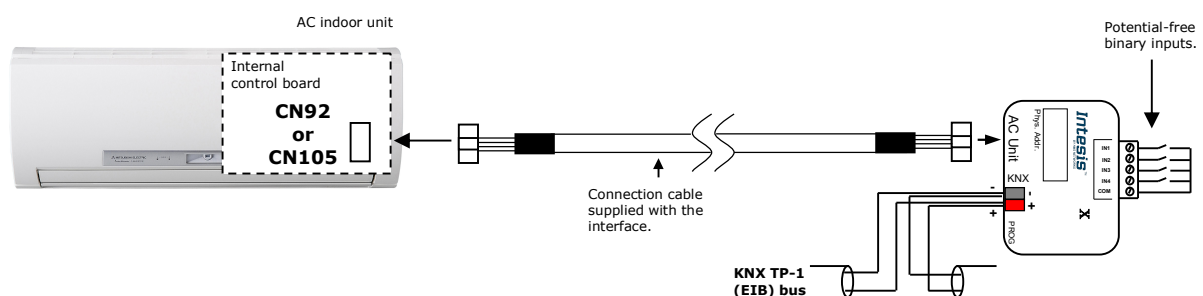 AC indoor unit
Internal
control board
CN92
or
CN105
Connection cable
supplied with the
interface.
KNX TP-1
(EIB) bus
Potential-free
binary inputs.
AC Unit
Phys. Addr.
Intesis™
IN1
IN2
IN3
IN4
COM
KNX
-
-
+
+
X
PROG